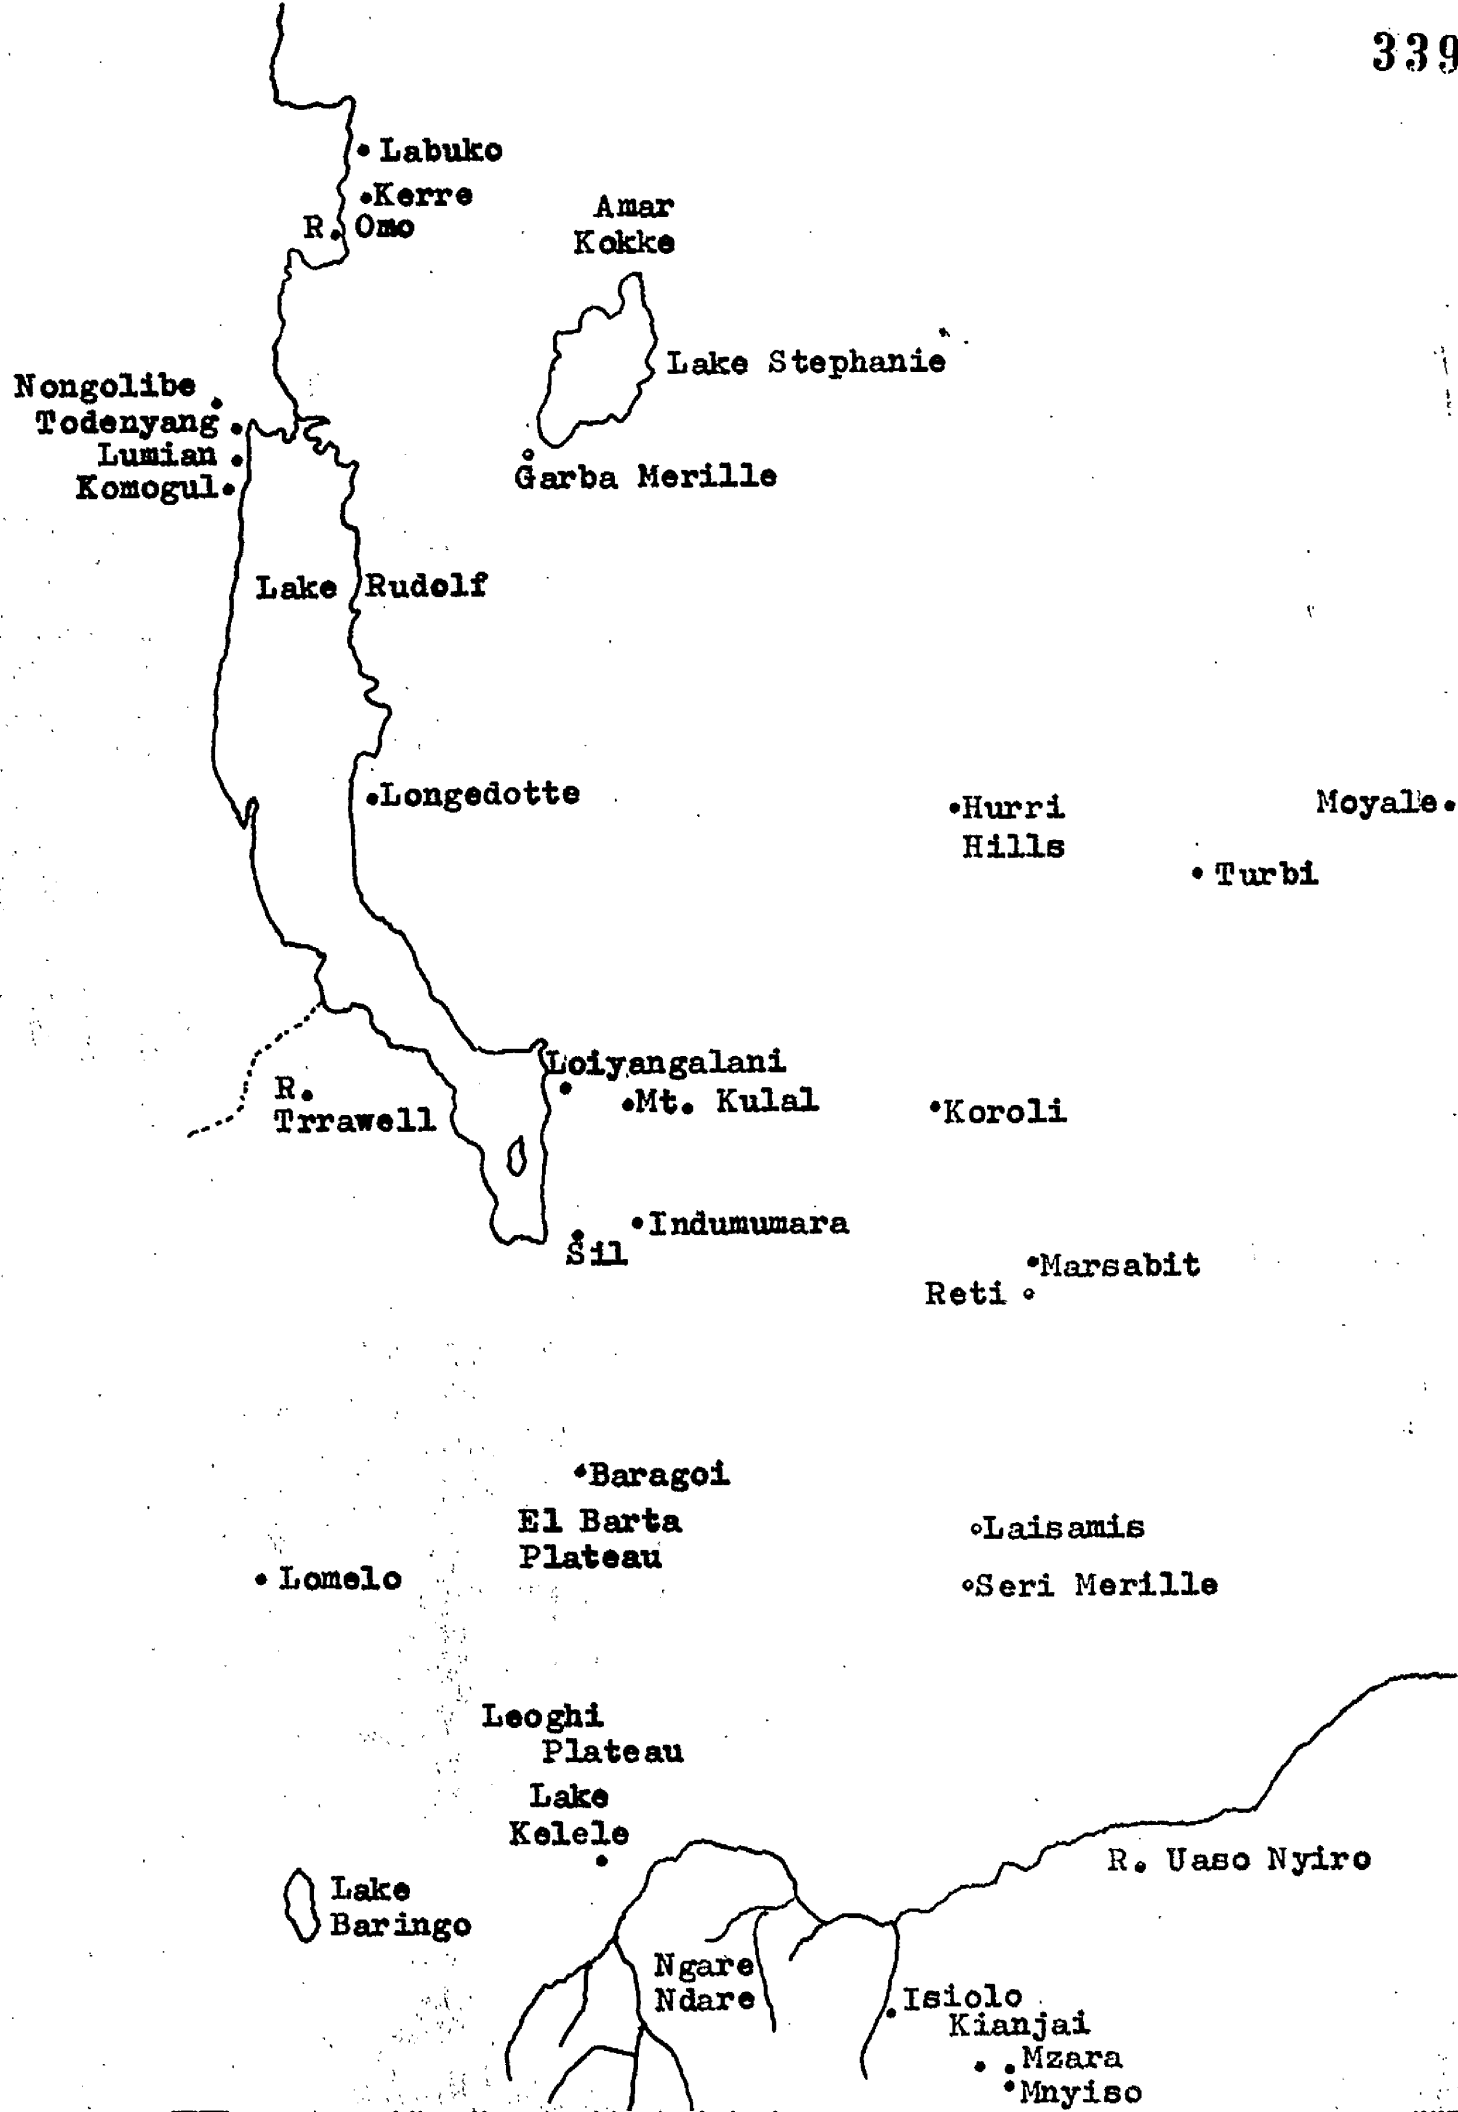 339
Labuko
Kerre
R. Omo
Amar
Kokke
Lake Stephanie
Nongolibe
Todenyang
Lumian
Komogul
Garba Merille
Lake Rudolf
Longedotte
Hurri
Hills
Moyale
Turbi
Loiyangalani
Mt. Kulal
Koroli
R.
Trrawell
Indumumara
Sil
Marsabit
Reti
Baragoi
El Barta
Plateau
Laisamis
Lomelo
Seri Merille
Leoghi
Plateau
Lake
Kelele
R. Uaso Nyiro
Lake
Baringo
Ngare
Ndare
Isiolo
Kianjai
Mzara
Mnyiso